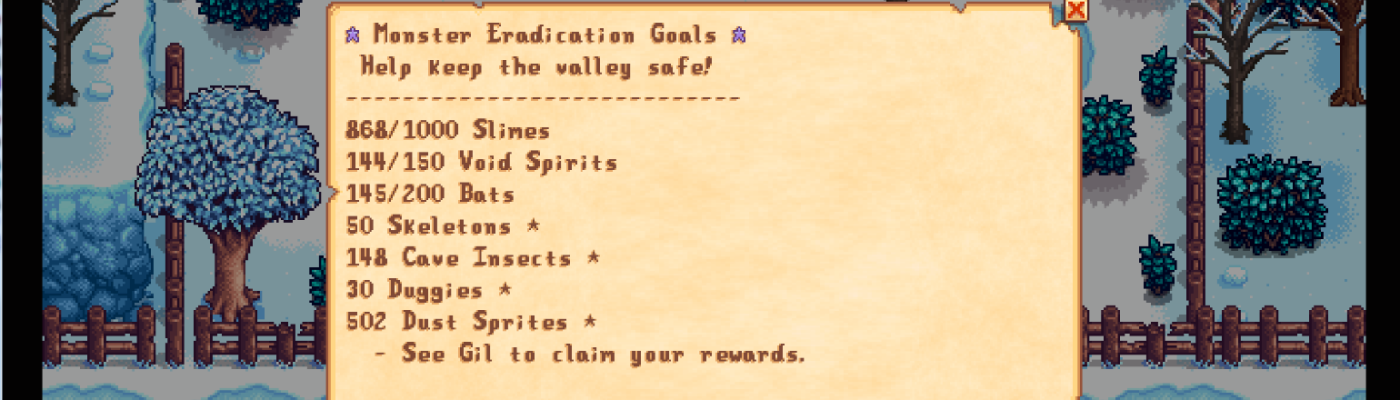 * Monster Eradication Goals *
Help keep the valley safe!
----------------------------
868/1000 Slimes
144/150 Void Spirits
145/200 Bats
50 Skeletons *
148 Cave Insects *
30 Duggies *
502 Dust Sprites *
- See Gil to claim your rewards.